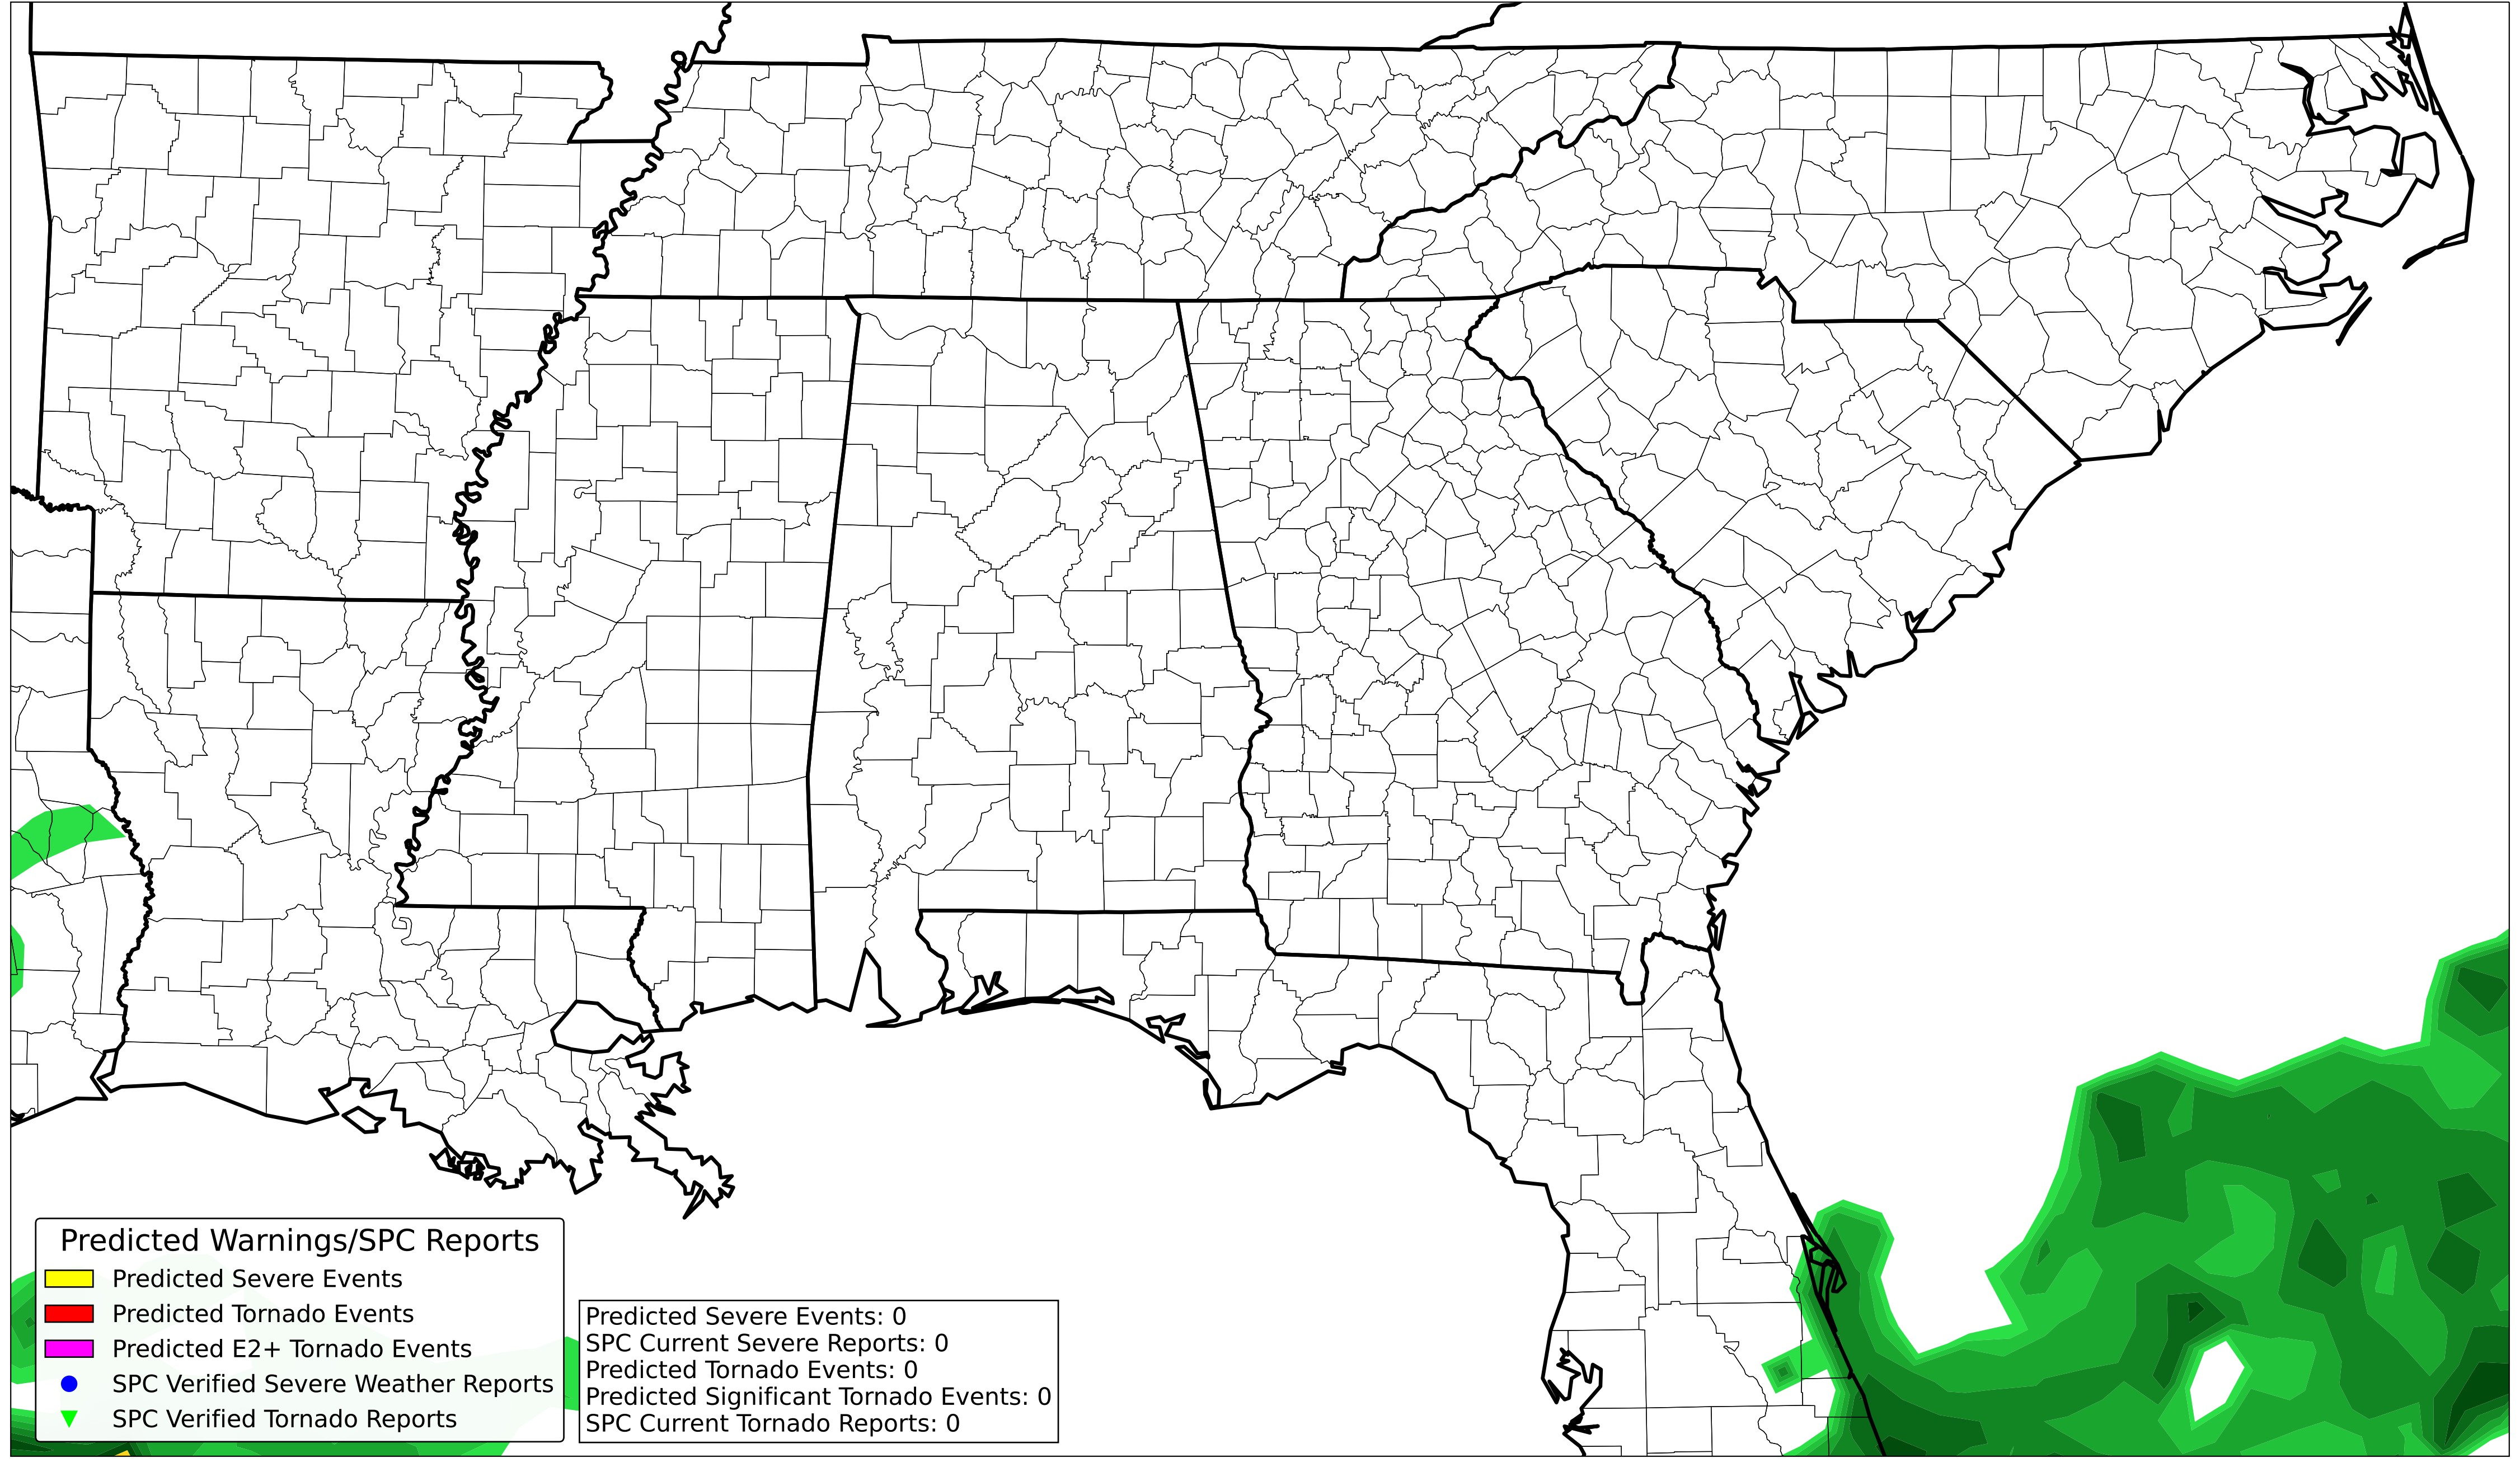 Predicted Warnings/SPC Reports
Predicted Severe Events
Predicted Tornado Events
Predicted E2+ Tornado Events
SPC Verified Severe Weather Reports
SPC Verified Tornado Reports
Predicted Severe Events: 0
SPC Current Severe Reports: 0
Predicted Tornado Events: 0
Predicted Significant Tornado Events: 0
SPC Current Tornado Reports: 0